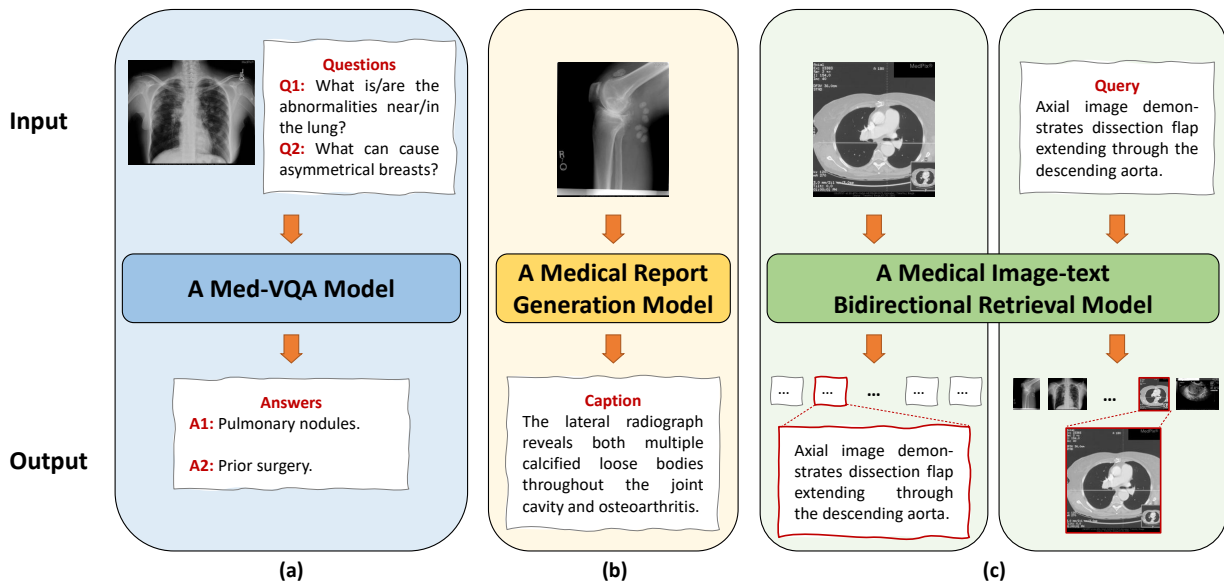 Input
Output
Questions
Q1: What is/are the
abnormalities near/in
the lung?
Q2: What can cause
asymmetrical breasts?
A Med-VQA Model
Answers
A1: Pulmonary nodules.
A2: Prior surgery.
(a)
R
O
A Medical Report
Generation Model
Caption
The lateral radiograph
reveals both multiple
calcified loose bodies
throughout the joint
cavity and osteoarthritis.
(b)
Axial
MedPix
Query
Axial image demon-
strates dissection flap
extending through the
descending aorta.
A Medical Image-text
Bidirectional Retrieval Model
...
...
...
...
...
Axial image demon-
strates dissection flap
extending through
the descending aorta.
...
(c)